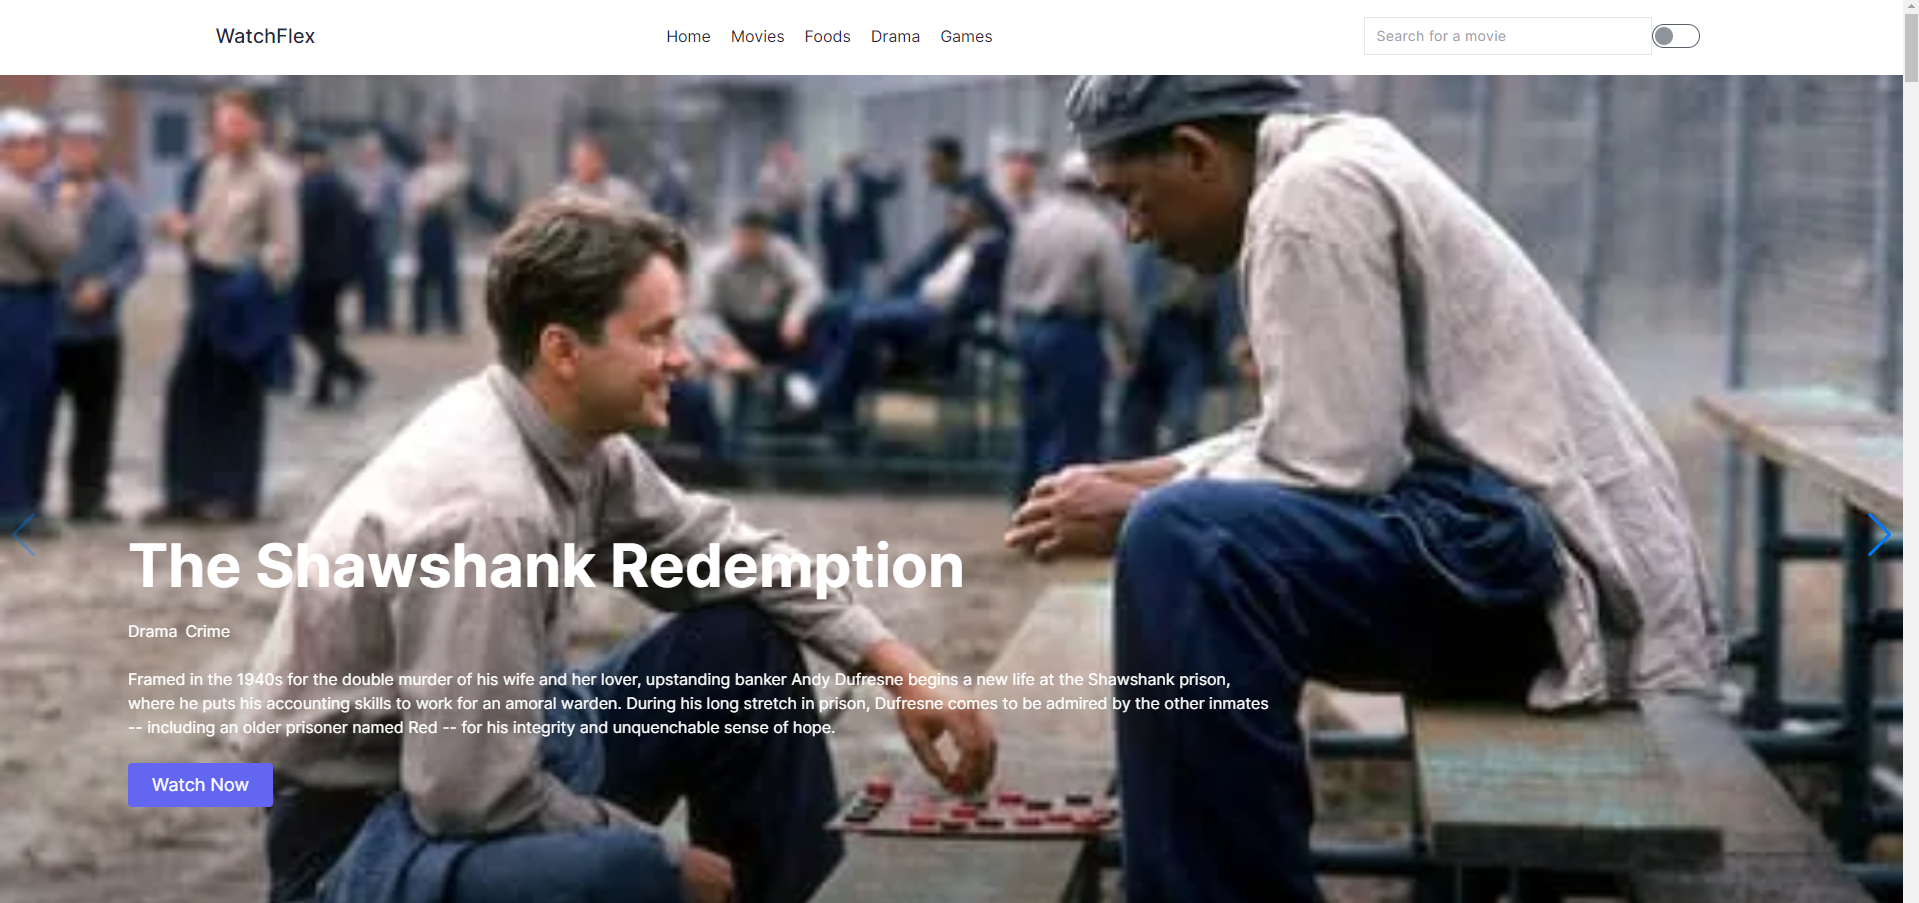 WatchFlex
Home Movies Foods Drama Games
Search for a movie
The Shawshank Redemption
Drama Crime
Framed in the 1940s for the double murder of his wife and her lover, upstanding banker Andy Dufresne begins a new life at the Shawshank prison,
where he puts his accounting skills to work for an amoral warden. During his long stretch in prison, Dufresne comes to be admired by the other inmates
-- including an older prisoner named Red -- for his integrity and unquenchable sense of hope.
Watch Now